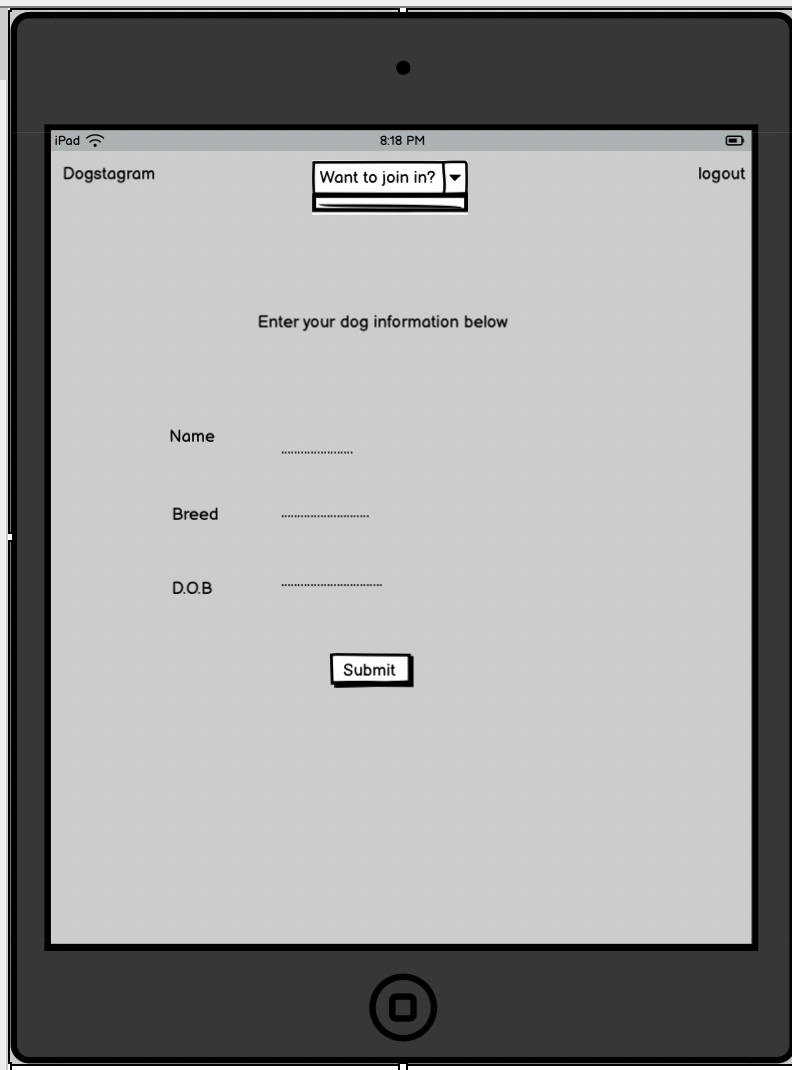 iPad 8:18 PM
Dogstagram Want to join in? logout
Enter your dog information below
Name ......................
Breed ...........................
D.O.B ...............................
Submit